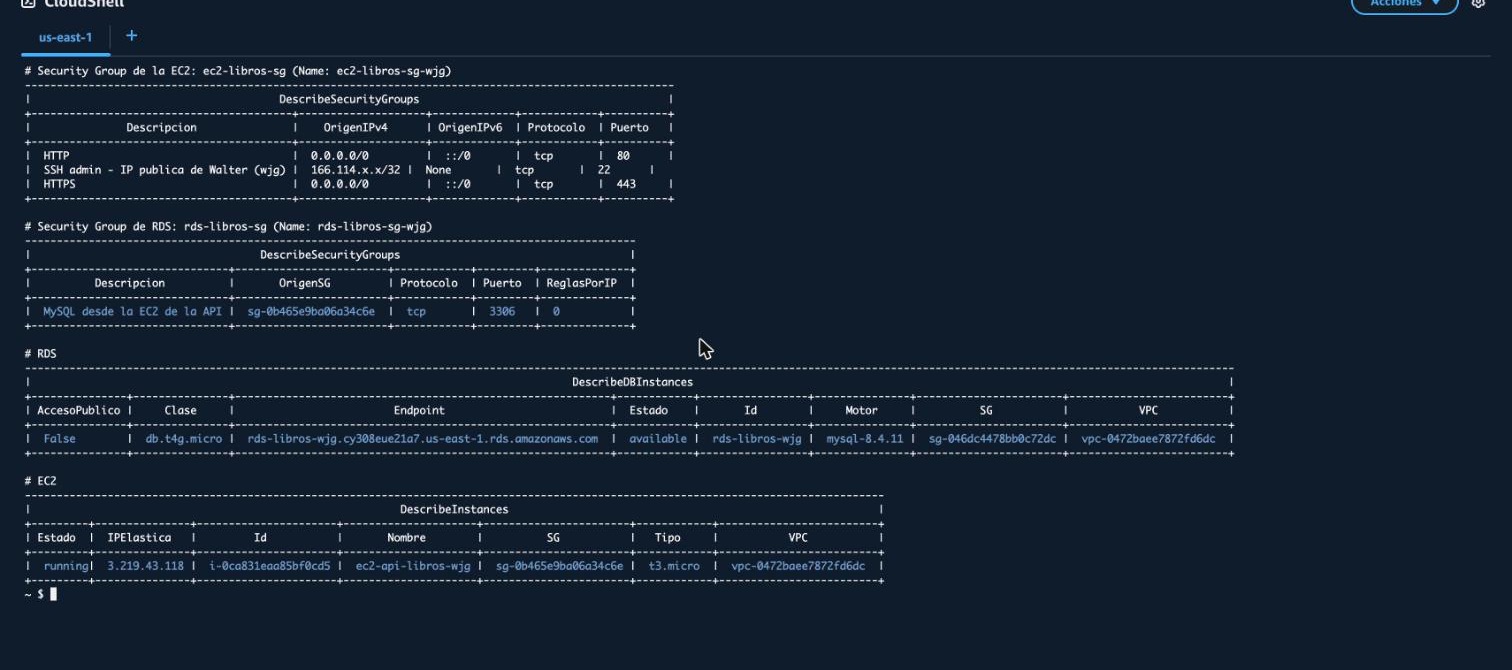 CloudShell
Acciones
us-east-1 +
# Security Group de la EC2: ec2-libros-sg (Name: ec2-libros-sg-wjg)
DescribeSecurityGroups
| Descripcion | OrigenIPv4 | OrigenIPv6 | Protocolo | Puerto |
| HTTP | 0.0.0.0/0 | ::/0 | tcp | 80 |
| SSH admin - IP publica de Walter (wjg) | 166.114.x.x/32 | None | tcp | 22 |
| HTTPS | 0.0.0.0/0 | ::/0 | tcp | 443 |
# Security Group de RDS: rds-libros-sg (Name: rds-libros-sg-wjg)
DescribeSecurityGroups
| Descripcion | OrigenSG | Protocolo | Puerto | ReglasPorIP |
| MySQL desde la EC2 de la API | sg-0b465e9ba06a34c6e | tcp | 3306 | 0 |
# RDS
DescribeDBInstances
| AccesoPublico | Clase | Endpoint | Estado | Id | Motor | SG | VPC |
| False | db.t4g.micro | rds-libros-wjg.cy308eue21a7.us-east-1.rds.amazonaws.com | available | rds-libros-wjg | mysql-8.4.11 | sg-046dc4478bb0c72dc | vpc-0472baee7872fd6dc |
# EC2
DescribeInstances
| Estado | IPElastica | Id | Nombre | SG | Tipo | VPC |
| running| 3.219.43.118 | i-0ca831eaa85bf0cd5 | ec2-api-libros-wjg | sg-0b465e9ba06a34c6e | t3.micro | vpc-0472baee7872fd6dc |
~ $